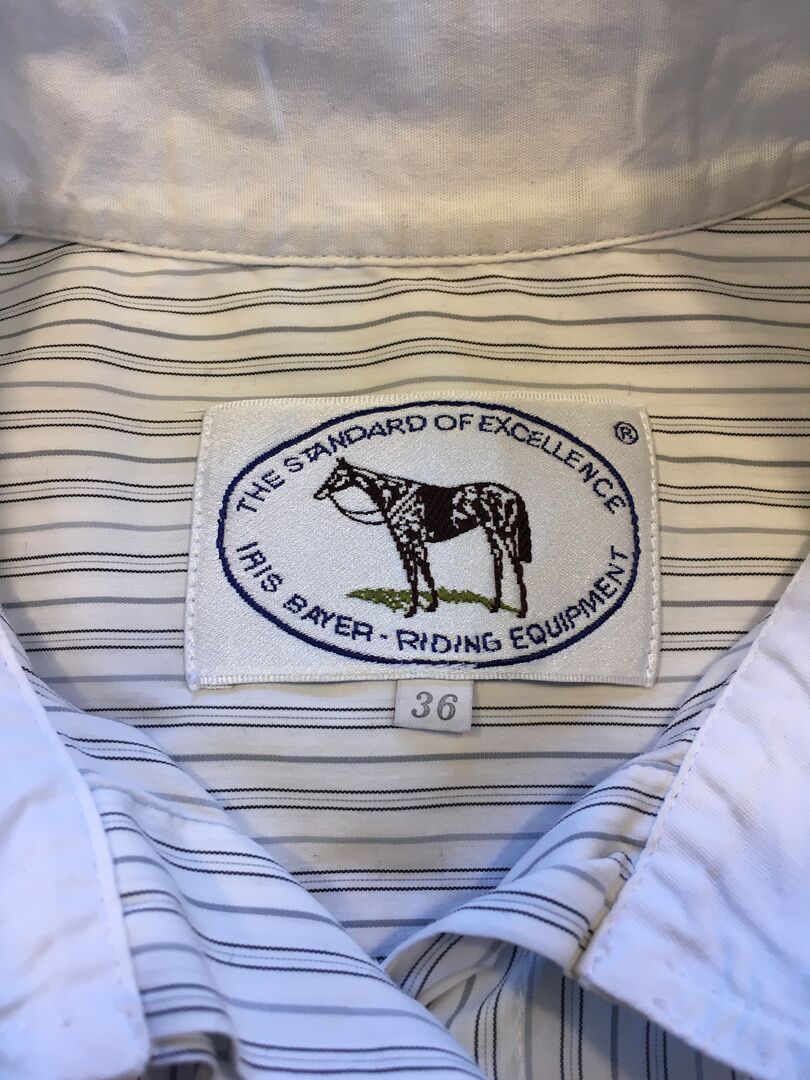 THE STANDARD OF EXCELLENCE
®
IRIS BAYER - RIDING EQUIPMENT
36